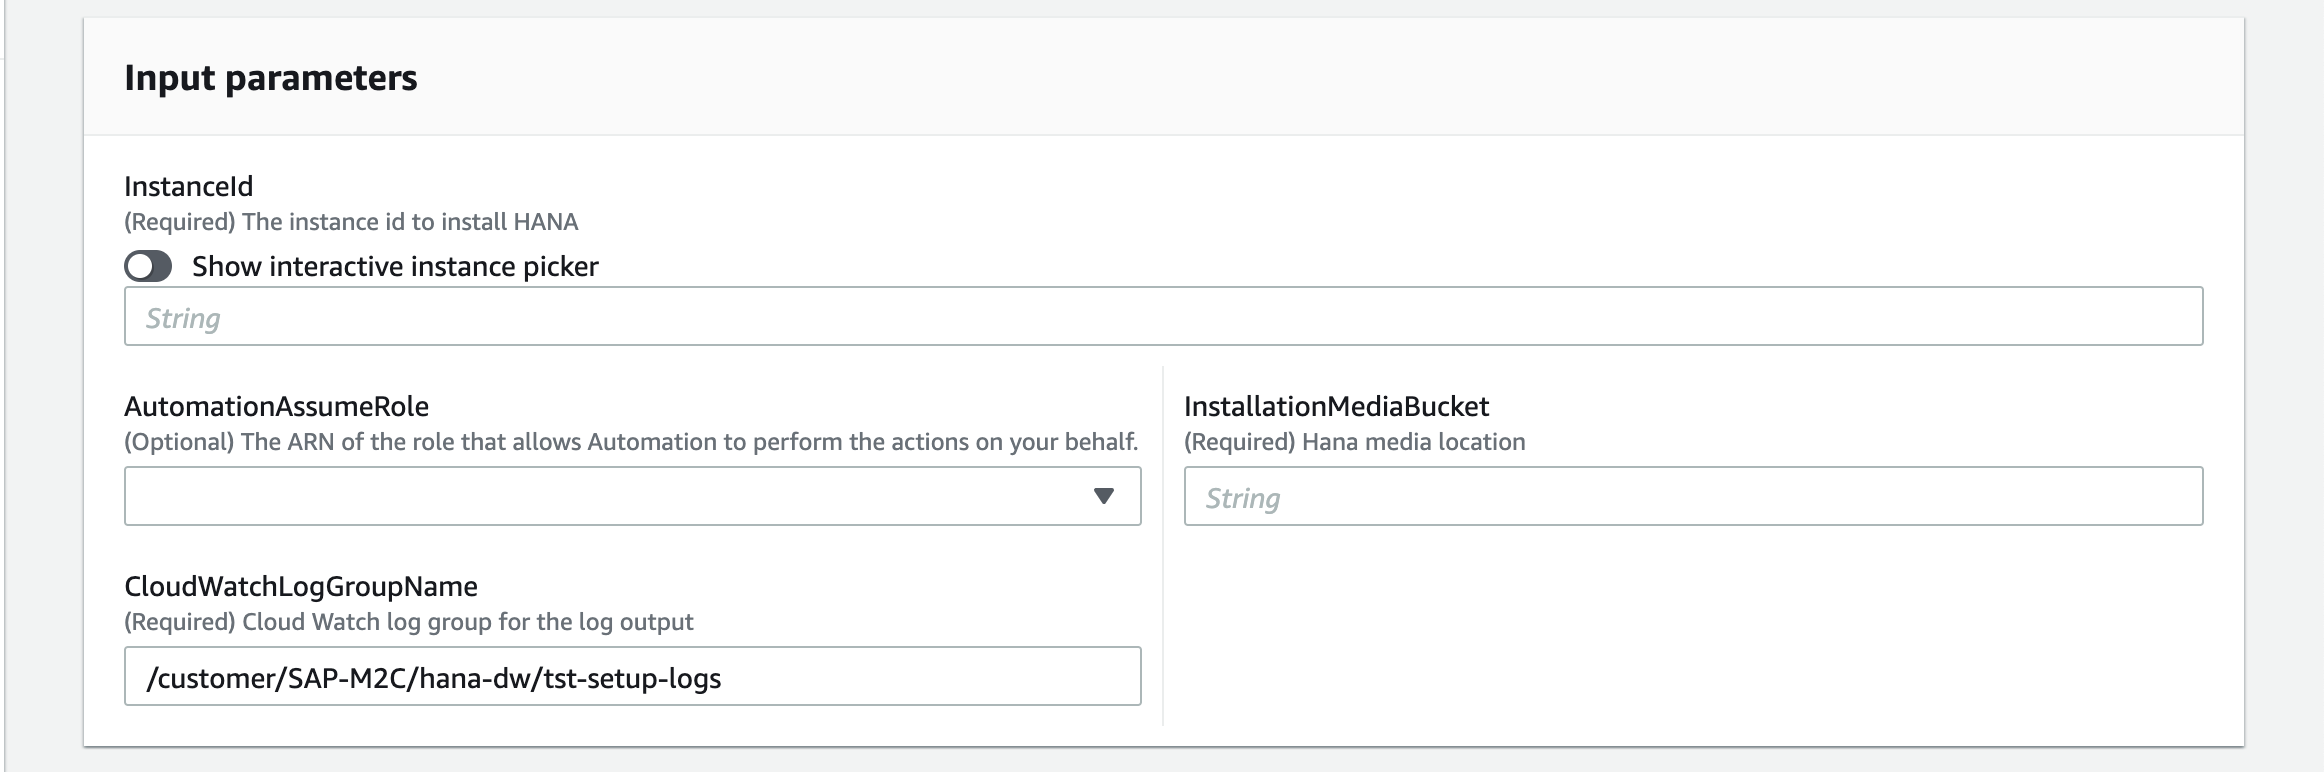 Input parameters
InstanceId
(Required) The instance id to install HANA
Show interactive instance picker
String
AutomationAssumeRole
(Optional) The ARN of the role that allows Automation to perform the actions on your behalf.
InstallationMediaBucket
(Required) Hana media location
String
CloudWatchLogGroupName
(Required) Cloud Watch log group for the log output
/customer/SAP-M2C/hana-dw/tst-setup-logs